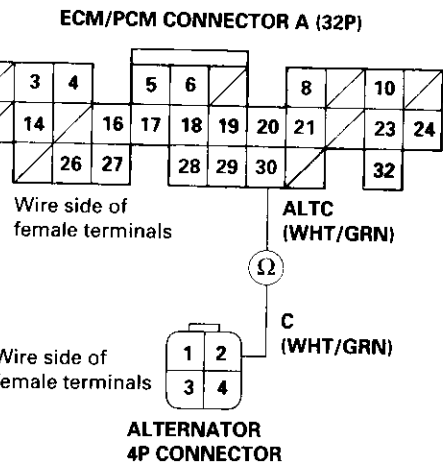 ECM/PCM CONNECTOR A (32P)
3 4 5 6 8 10
14 16 17 18 19 20 21 23 24
26 27 28 29 30 32
Wire side of
female terminals
ALTC
(WHT/GRN)
Ω
C
(WHT/GRN)
Wire side of
female terminals
1 2
3 4
ALTERNATOR
4P CONNECTOR